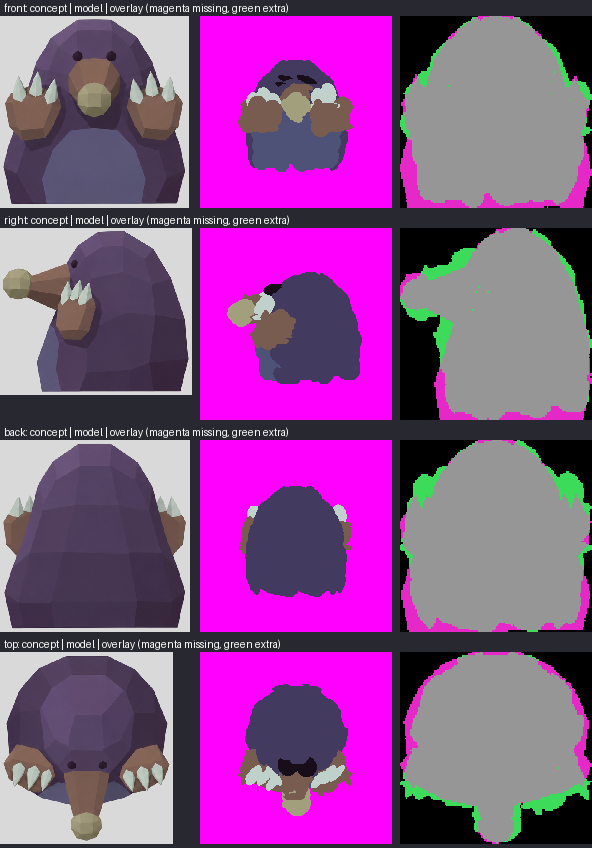 front: concept | model | overlay (magenta missing, green extra)
right: concept | model | overlay (magenta missing, green extra)
back: concept | model | overlay (magenta missing, green extra)
top: concept | model | overlay (magenta missing, green extra)